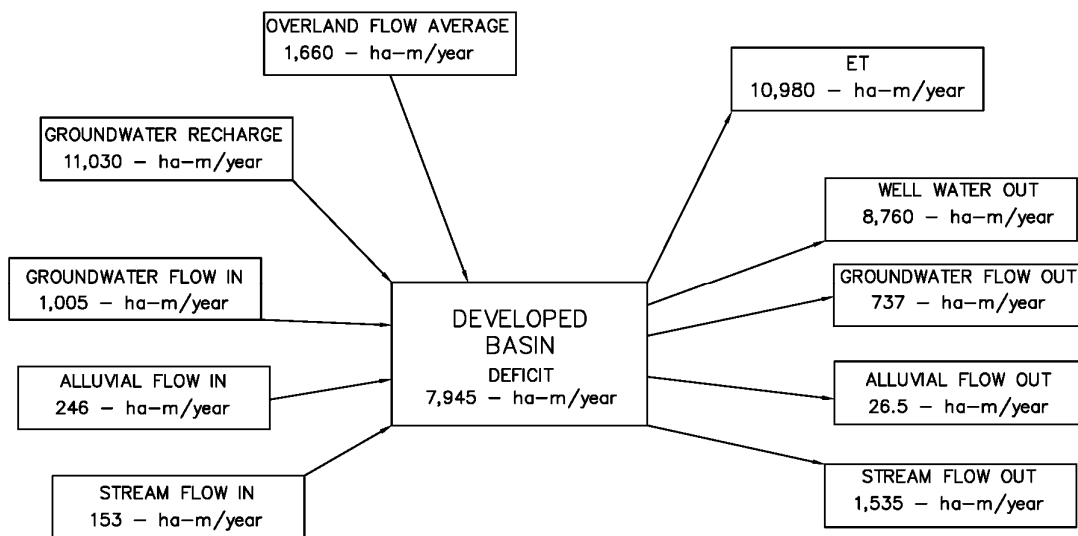 OVERLAND FLOW AVERAGE
1,660 – ha–m/year
ET
10,980 – ha–m/year
GROUNDWATER RECHARGE
11,030 – ha–m/year
WELL WATER OUT
8,760 – ha–m/year
GROUNDWATER FLOW IN
1,005 – ha–m/year
GROUNDWATER FLOW OUT
737 – ha–m/year
DEVELOPED
BASIN
DEFICIT
7,945 – ha–m/year
ALLUVIAL FLOW IN
246 – ha–m/year
ALLUVIAL FLOW OUT
26.5 – ha–m/year
STREAM FLOW IN
153 – ha–m/year
STREAM FLOW OUT
1,535 – ha–m/year